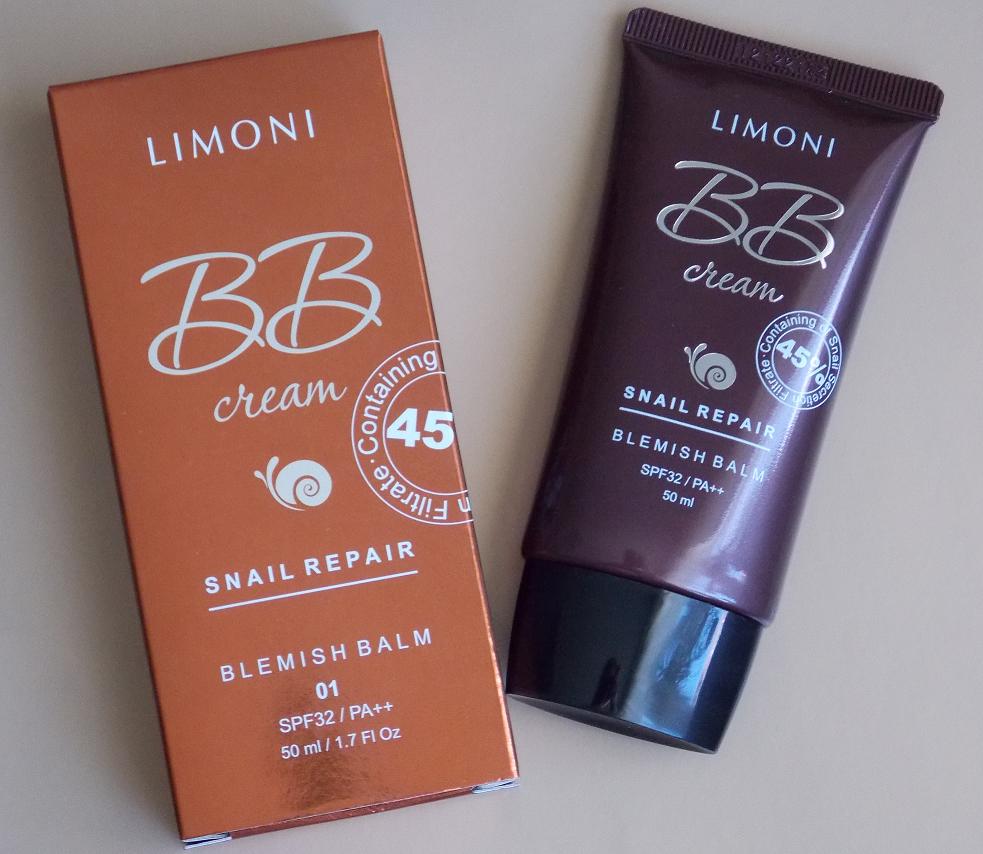 LIMONI
BB
cream
Containing
45
Filtrate
SNAIL REPAIR
BLEMISH BALM
01
SPF32 / PA++
50 ml / 1.7 Fl Oz
LIMONI
BB
cream
Containing of Snail Secretion Filtrate
45%
SNAIL REPAIR
BLEMISH BALM
SPF32 / PA++
50 ml